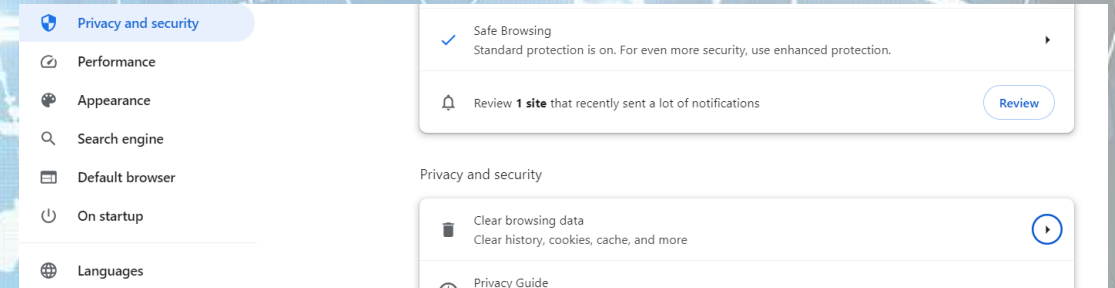 Privacy and security
Performance
Appearance
Search engine
Default browser
On startup
Languages
Safe Browsing
Standard protection is on. For even more security, use enhanced protection.
Review 1 site that recently sent a lot of notifications
Review
Privacy and security
Clear browsing data
Clear history, cookies, cache, and more
Privacy Guide